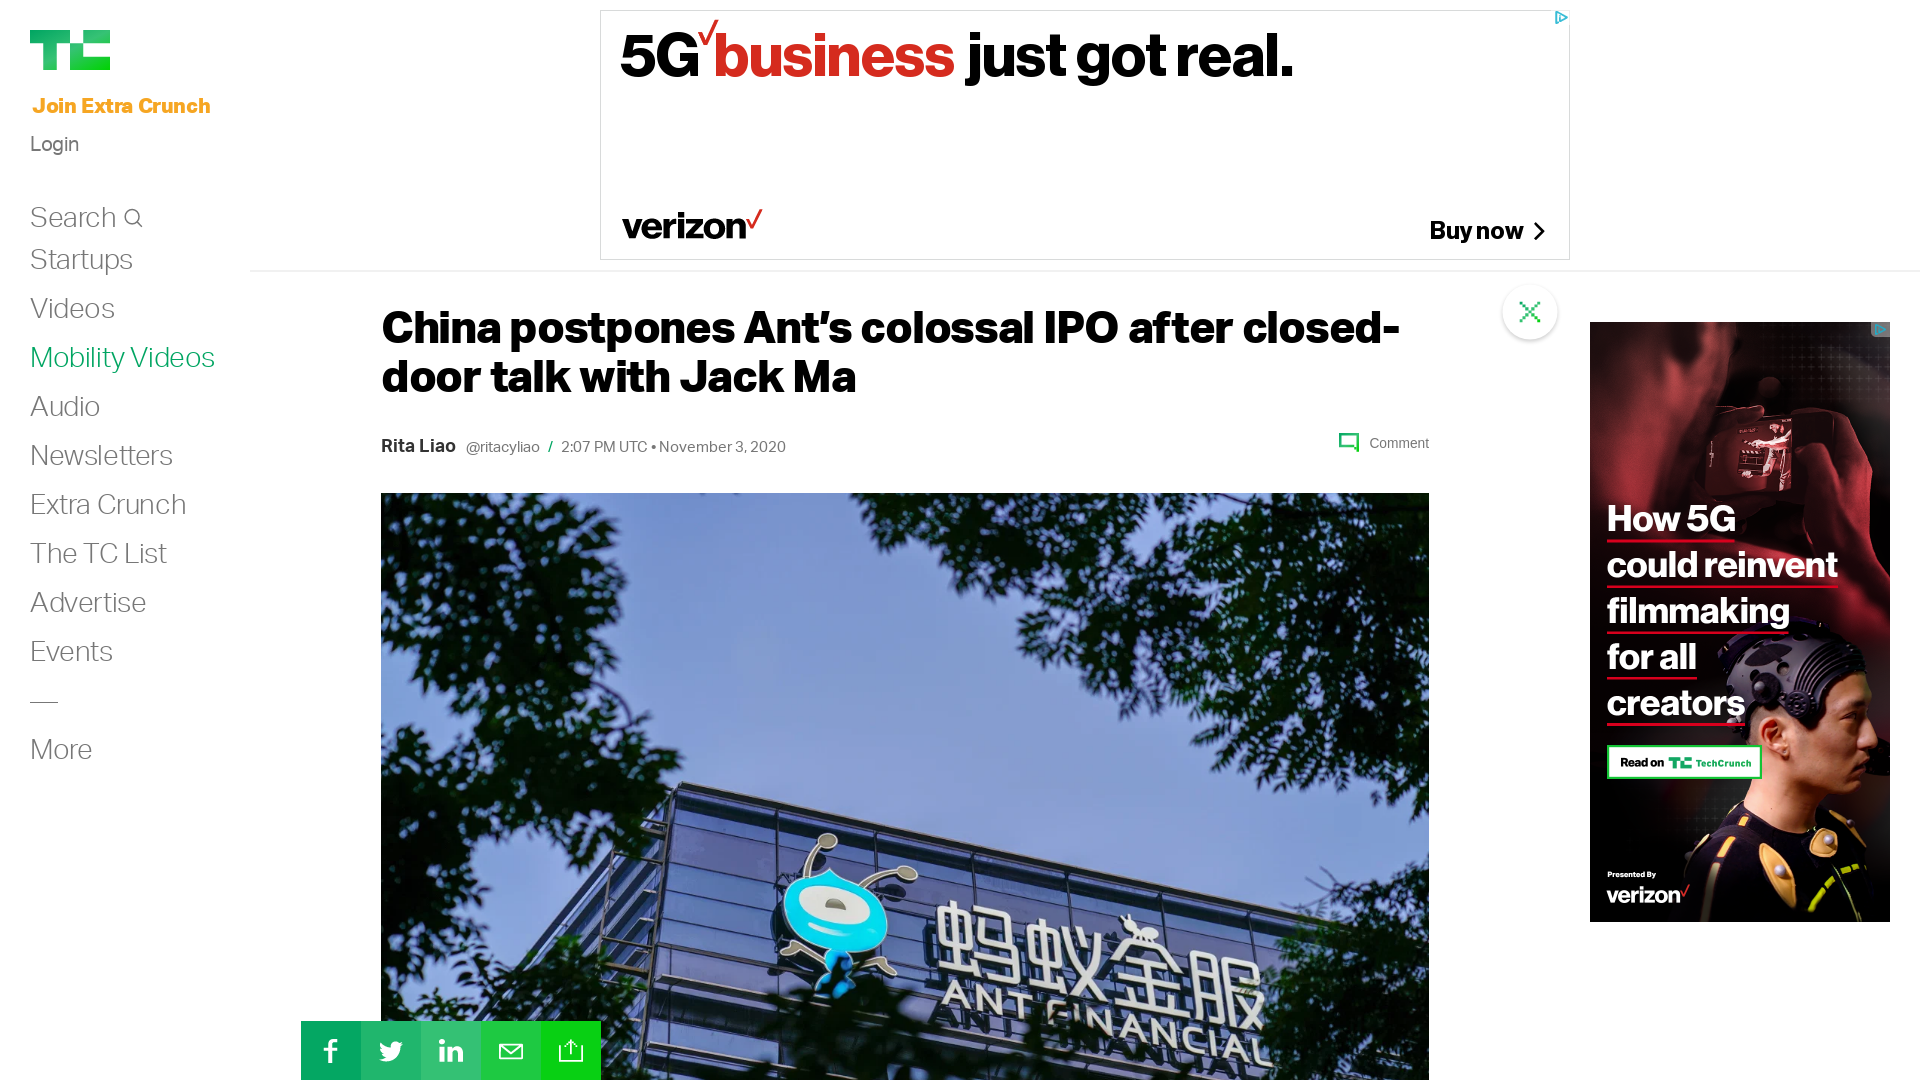 5G business just got real.
verizon
Buy now
Join Extra Crunch
Login
Search
Startups
Videos
Mobility Videos
Audio
Newsletters
Extra Crunch
The TC List
Advertise
Events
More
China postpones Ant's colossal IPO after closed-
door talk with Jack Ma
Rita Liao @ritacyliao / 2:07 PM UTC • November 3, 2020
Comment
蚂蚁金服
ANT FINANCIAL
How 5G
could reinvent
filmmaking
for all
creators
Read on TC TechCrunch
Presented By
verizon